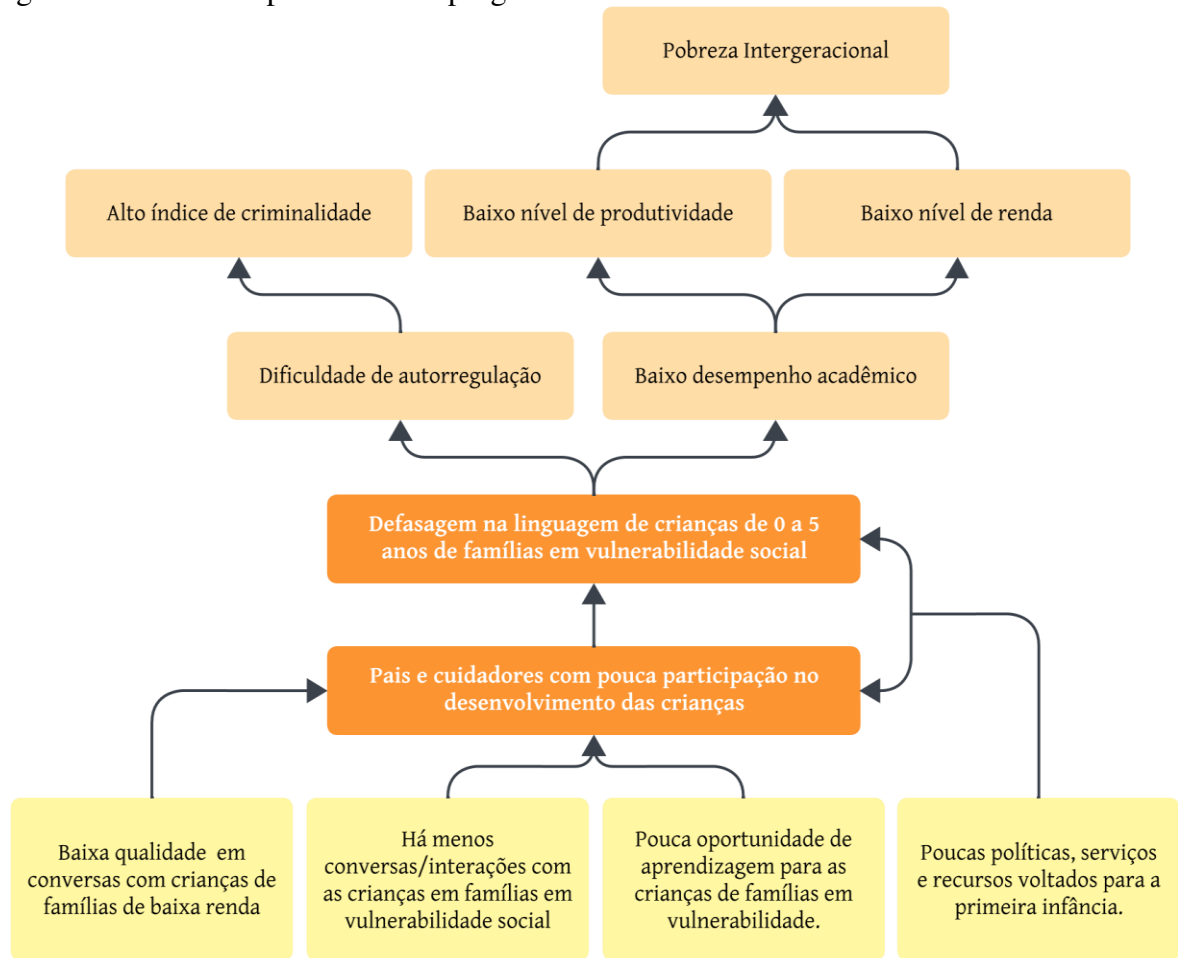 Pobreza Intergeracional
Alto índice de criminalidade
Baixo nível de produtividade
Baixo nível de renda
Dificuldade de autorregulação
Baixo desempenho acadêmico
Defasagem na linguagem de crianças de 0 a 5
anos de famílias em vulnerabilidade social
Pais e cuidadores com pouca participação no
desenvolvimento das crianças
Baixa qualidade em
conversas com crianças de
famílias de baixa renda
Há menos
conversas/interações com
as crianças em famílias em
vulnerabilidade social
Pouca oportunidade de
aprendizagem para as
crianças de famílias em
vulnerabilidade.
Poucas políticas, serviços
e recursos voltados para a
primeira infância.